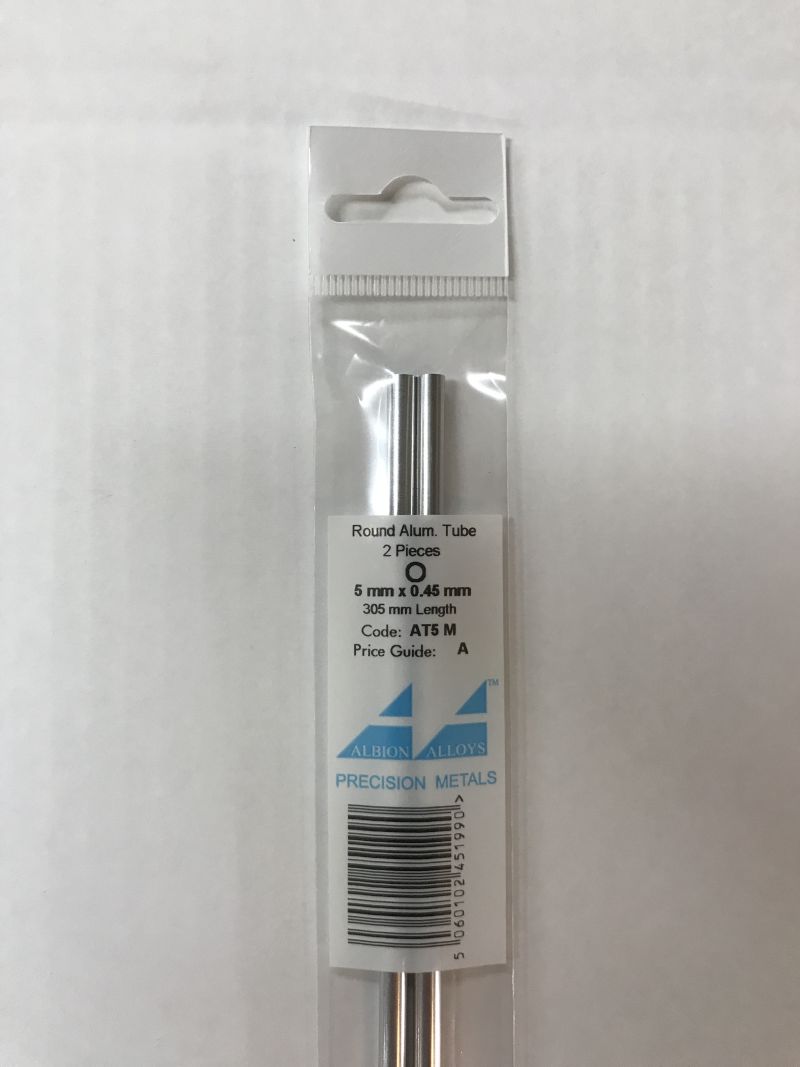 Round Alum. Tube
2 Pieces
5 mm x 0.45 mm
305 mm Length
Code: AT5 M
Price Guide: A
TM
ALBION ALLOYS
PRECISION METALS
5 060102 451990 >